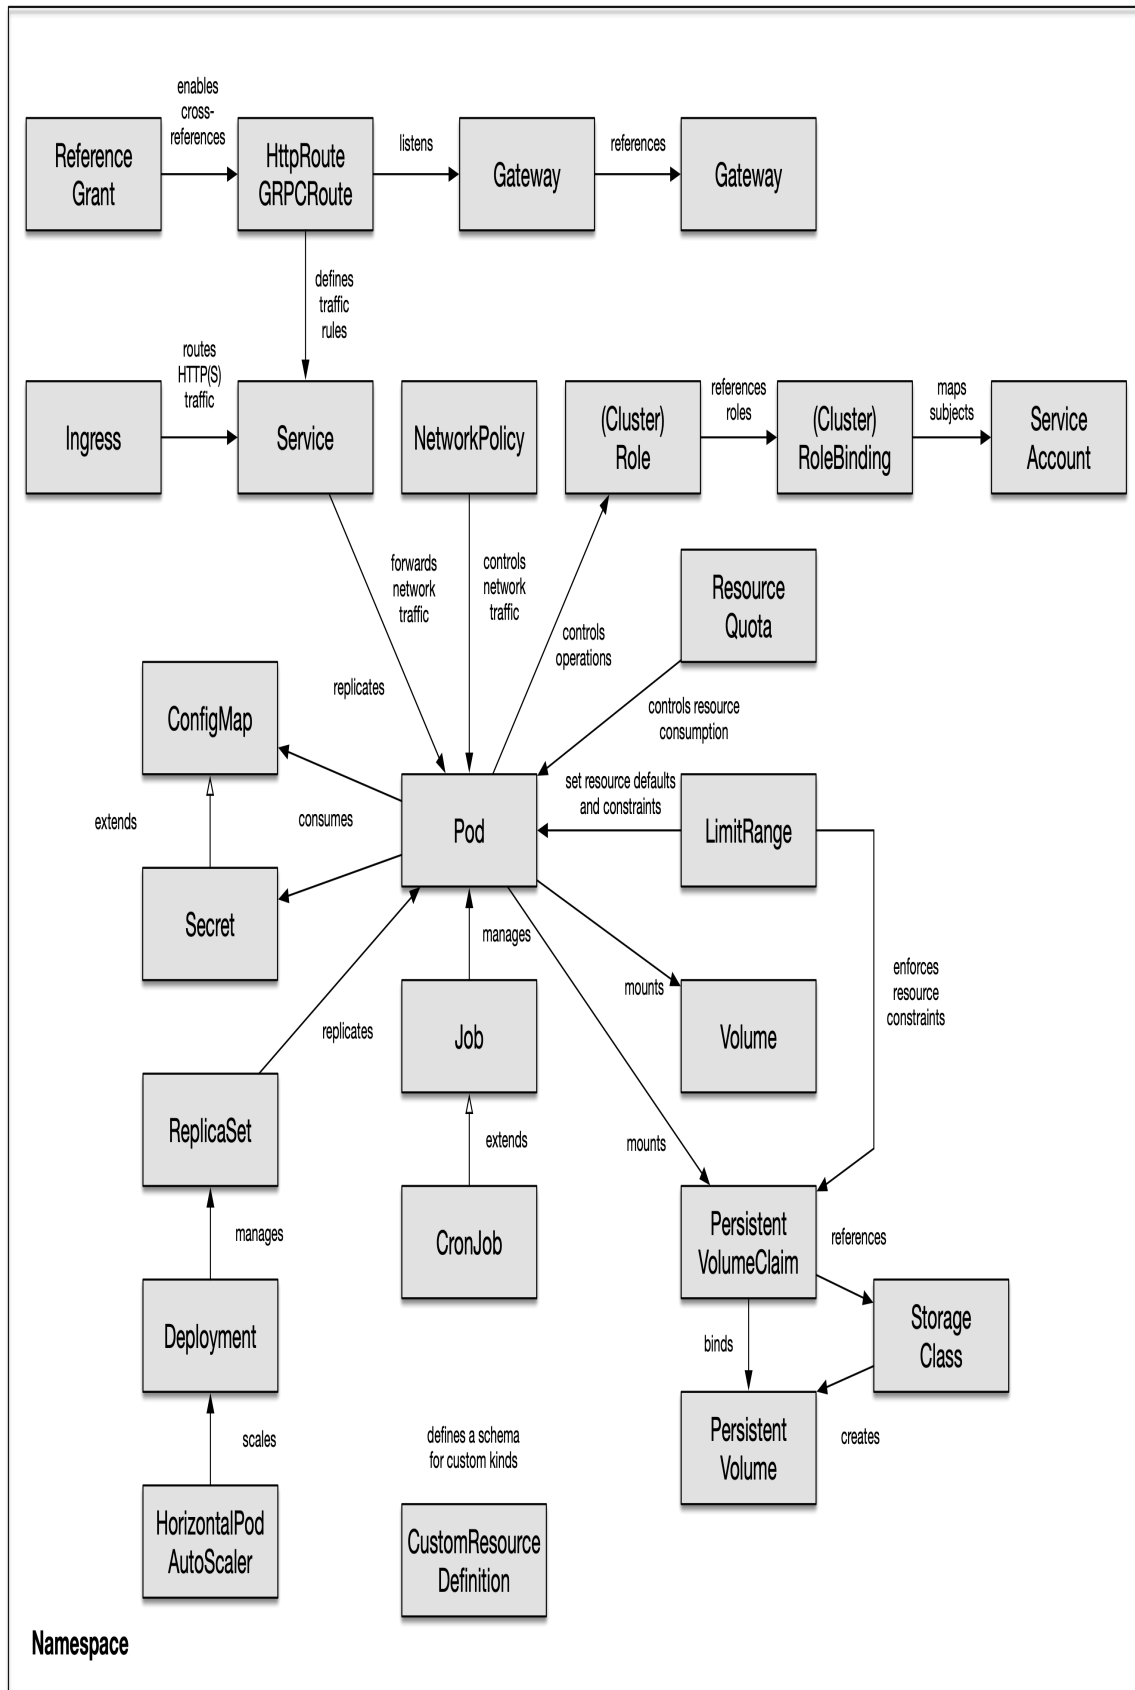 enables
cross-
references
Reference
Grant
HttpRoute
GRPCRoute
listens
Gateway
references
Gateway
defines
traffic
rules
routes
HTTP(S)
traffic
Ingress
Service
NetworkPolicy
(Cluster)
Role
references
roles
(Cluster)
RoleBinding
maps
subjects
Service
Account
forwards
network
traffic
controls
network
traffic
controls
operations
Resource
Quota
replicates
controls resource
consumption
ConfigMap
set resource defaults
and constraints
extends
consumes
Pod
LimitRange
Secret
manages
mounts
enforces
resource
constraints
replicates
Job
Volume
ReplicaSet
extends
mounts
manages
CronJob
Persistent
VolumeClaim
references
Deployment
binds
Storage
Class
scales
defines a schema
for custom kinds
Persistent
Volume
creates
HorizontalPod
AutoScaler
CustomResource
Definition
Namespace